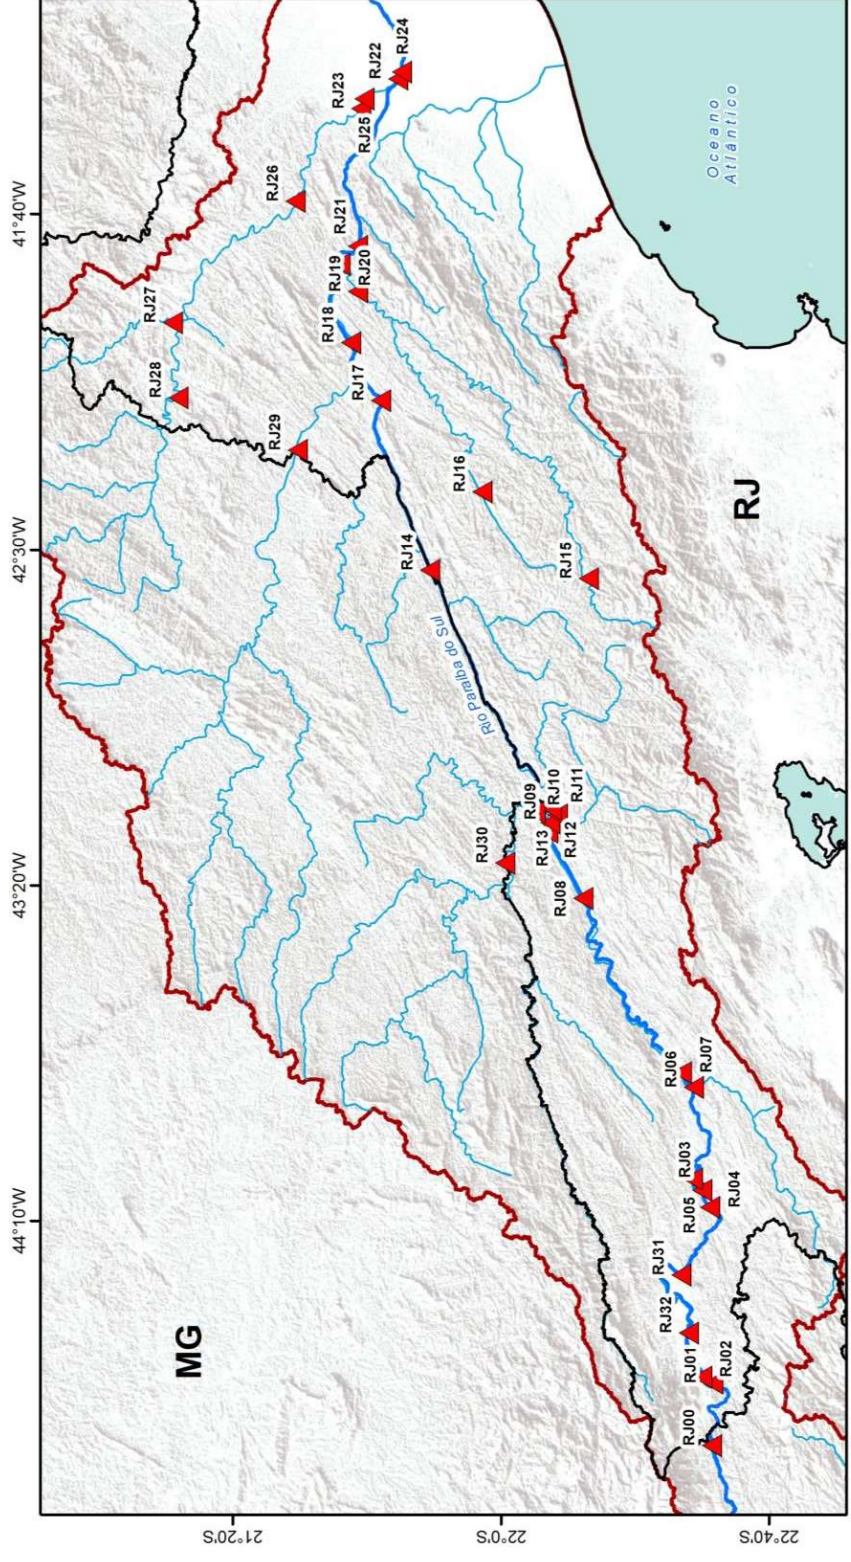 44°10'W
43°20'W
42°30'W
41°40'W
21°20'S
22°0'S
22°40'S
MG
RJ
Rio Paraíba do Sul
Oceano
Atlântico
RJ00
RJ01
RJ02
RJ32
RJ31
RJ05
RJ03
RJ04
RJ06
RJ07
RJ08
RJ30
RJ13
RJ12
RJ09
RJ10
RJ11
RJ14
RJ15
RJ16
RJ29
RJ28
RJ27
RJ17
RJ18
RJ19
RJ20
RJ21
RJ26
RJ25
RJ23
RJ22
RJ24